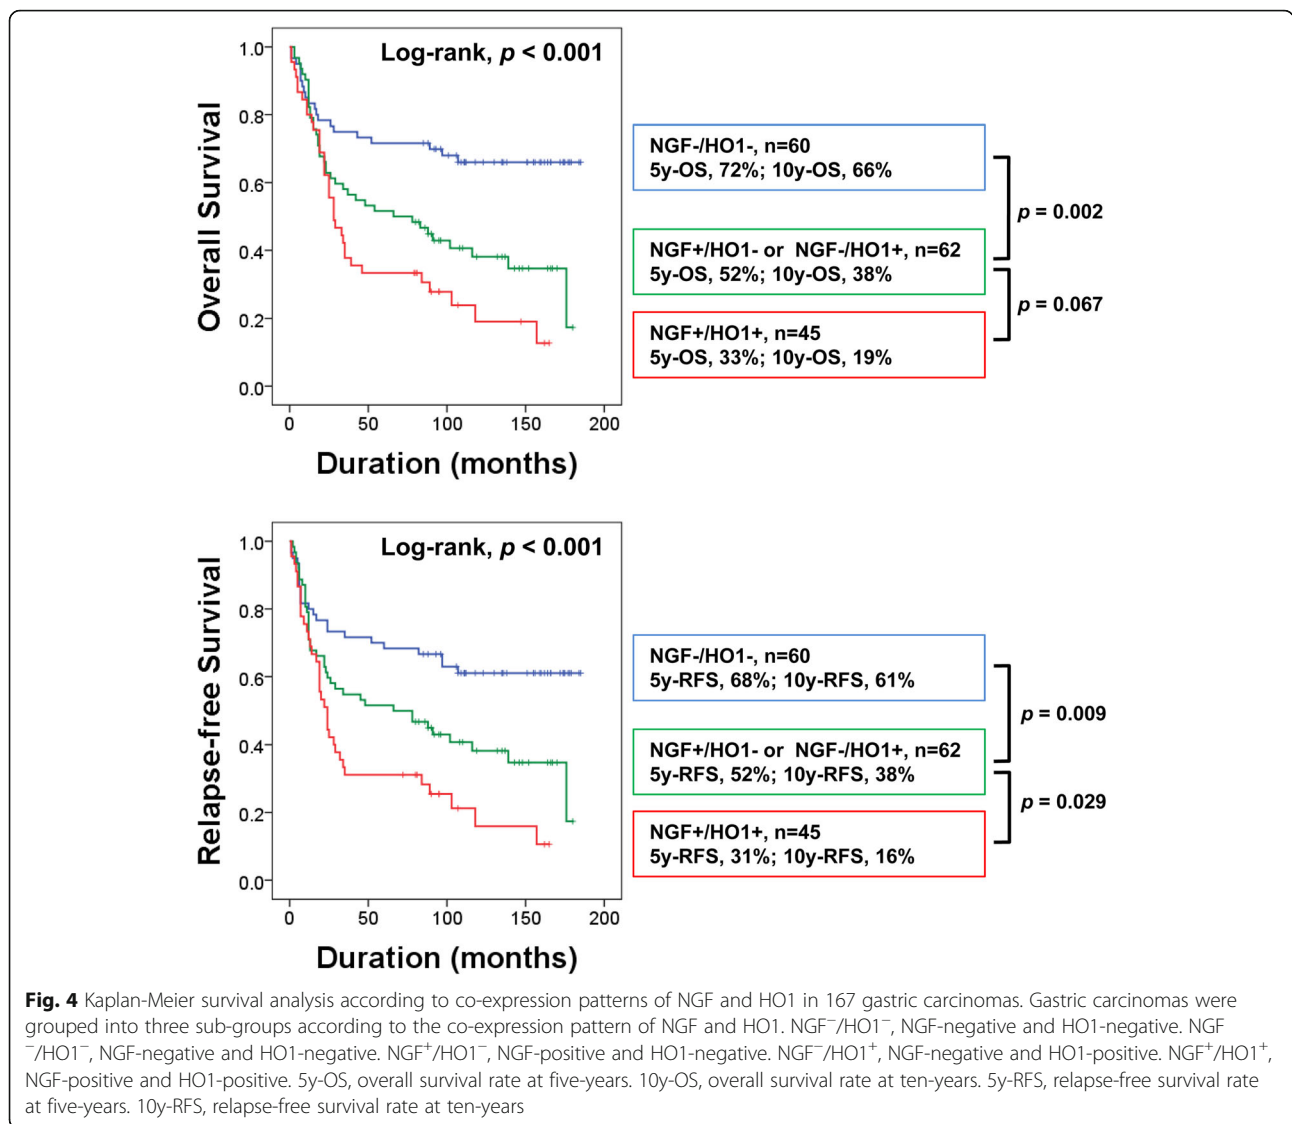 Log-rank, p < 0.001
Overall Survival
1.0
0.8
0.6
0.4
0.2
0.0
0 50 100 150 200
Duration (months)
NGF-/HO1-, n=60
5y-OS, 72%; 10y-OS, 66%
NGF+/HO1- or NGF-/HO1+, n=62
5y-OS, 52%; 10y-OS, 38%
NGF+/HO1+, n=45
5y-OS, 33%; 10y-OS, 19%
p = 0.002
p = 0.067
Log-rank, p < 0.001
Relapse-free Survival
1.0
0.8
0.6
0.4
0.2
0.0
0 50 100 150 200
Duration (months)
NGF-/HO1-, n=60
5y-RFS, 68%; 10y-RFS, 61%
NGF+/HO1- or NGF-/HO1+, n=62
5y-RFS, 52%; 10y-RFS, 38%
NGF+/HO1+, n=45
5y-RFS, 31%; 10y-RFS, 16%
p = 0.009
p = 0.029
Fig. 4 Kaplan-Meier survival analysis according to co-expression patterns of NGF and HO1 in 167 gastric carcinomas. Gastric carcinomas were
grouped into three sub-groups according to the co-expression pattern of NGF and HO1. NGF⁻/HO1⁻, NGF-negative and HO1-negative. NGF
⁻/HO1⁻, NGF-negative and HO1-negative. NGF⁺/HO1⁻, NGF-positive and HO1-negative. NGF⁻/HO1⁺, NGF-negative and HO1-positive. NGF⁺/HO1⁺,
NGF-positive and HO1-positive. 5y-OS, overall survival rate at five-years. 10y-OS, overall survival rate at ten-years. 5y-RFS, relapse-free survival rate
at five-years. 10y-RFS, relapse-free survival rate at ten-years